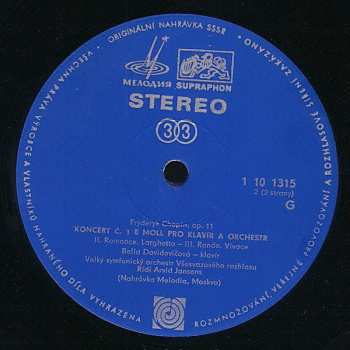 ORIGINÁLNÍ NAHRÁVKA SSSR
МЕЛОДИЯ SUPRAPHON
STEREO
33
1 10 1315
2 (2 strany)
G
Fryderyk Chopin, op. 11
KONCERT Č. 1 E MOLL PRO KLAVÍR A ORCHESTR
II. Romance. Larghetto — III. Rondo. Vivace
Bella Davidovičová — klavír
Velký symfonický orchestr Všesvazového rozhlasu
Řídí Arvid Jansons
(Nahrávka Melodia, Moskva)
VŠECHNA PRÁVA VÝROBCE A VLASTNÍKA NAHRANÉHO DÍLA VYHRAZENA
ROZMNOŽOVÁNÍ, VEŘEJNÉ PROVOZOVÁNÍ A ROZHLASOVÉ ŠÍŘENÍ ZAKÁZÁNO